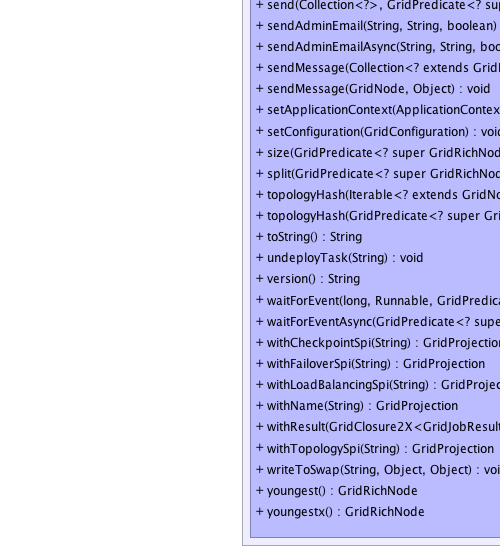 + send(Collection<?>, GridPredicate<? sup
+ sendAdminEmail(String, String, boolean)
+ sendAdminEmailAsync(String, String, boo
+ sendMessage(Collection<? extends Grid
+ sendMessage(GridNode, Object) : void
+ setApplicationContext(ApplicationContex
+ setConfiguration(GridConfiguration) : voi
+ size(GridPredicate<? super GridRichNod
+ split(GridPredicate<? super GridRichNod
+ topologyHash(Iterable<? extends GridNo
+ topologyHash(GridPredicate<? super Gri
+ toString() : String
+ undeployTask(String) : void
+ version() : String
+ waitForEvent(long, Runnable, GridPredica
+ waitForEventAsync(GridPredicate<? supe
+ withCheckpointSpi(String) : GridProjection
+ withFailoverSpi(String) : GridProjection
+ withLoadBalancingSpi(String) : GridProjec
+ withName(String) : GridProjection
+ withResult(GridClosure2X<GridJobResult
+ withTopologySpi(String) : GridProjection
+ writeToSwap(String, Object, Object) : voi
+ youngest() : GridRichNode
+ youngestx() : GridRichNode